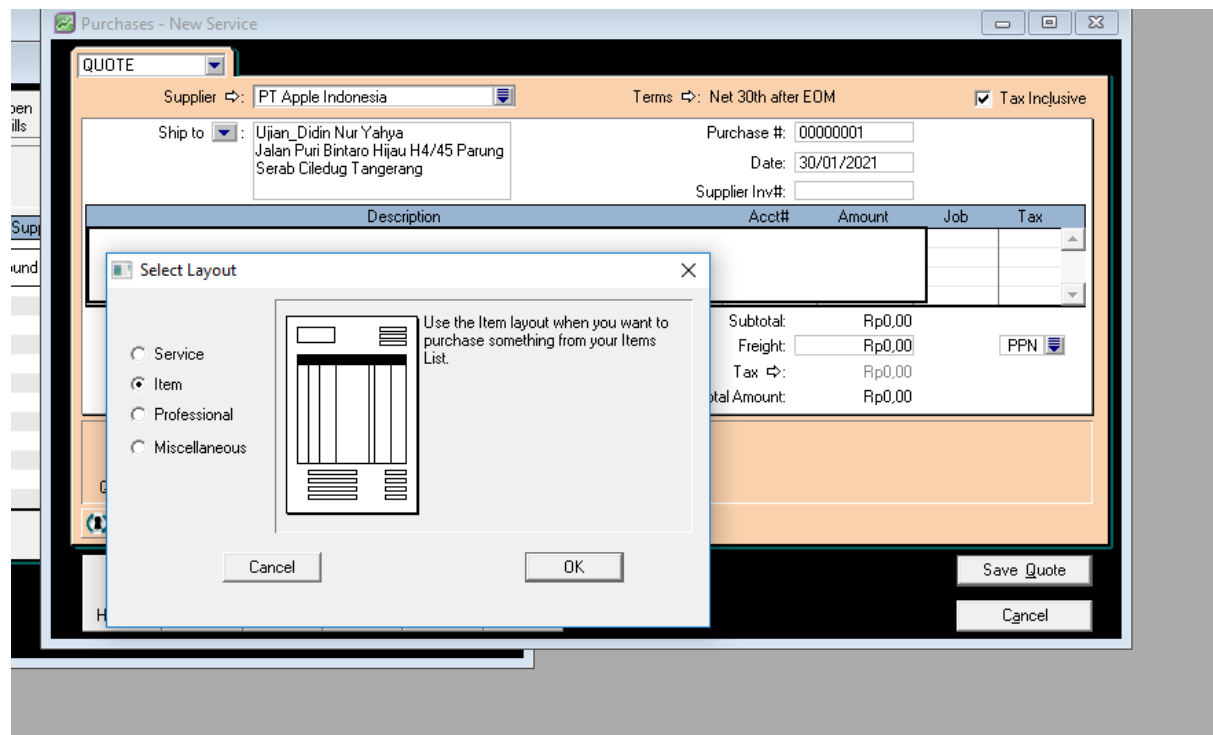 Purchases - New Service
QUOTE
Supplier ⇨: PT Apple Indonesia
Terms ⇨: Net 30th after EOM
Tax Inclusive
Ship to : Ujian_Didin Nur Yahya
Jalan Puri Bintaro Hijau H4/45 Parung
Serab Ciledug Tangerang
Purchase #: 00000001
Date: 30/01/2021
Supplier Inv#:
Description Acct# Amount Job Tax
Select Layout
Service
Item
Professional
Miscellaneous
Use the Item layout when you want to
purchase something from your Items
List.
Cancel
OK
Subtotal: Rp0,00
Freight: Rp0,00 PPN
Tax ⇨: Rp0,00
Amount: Rp0,00
Save Quote
Cancel